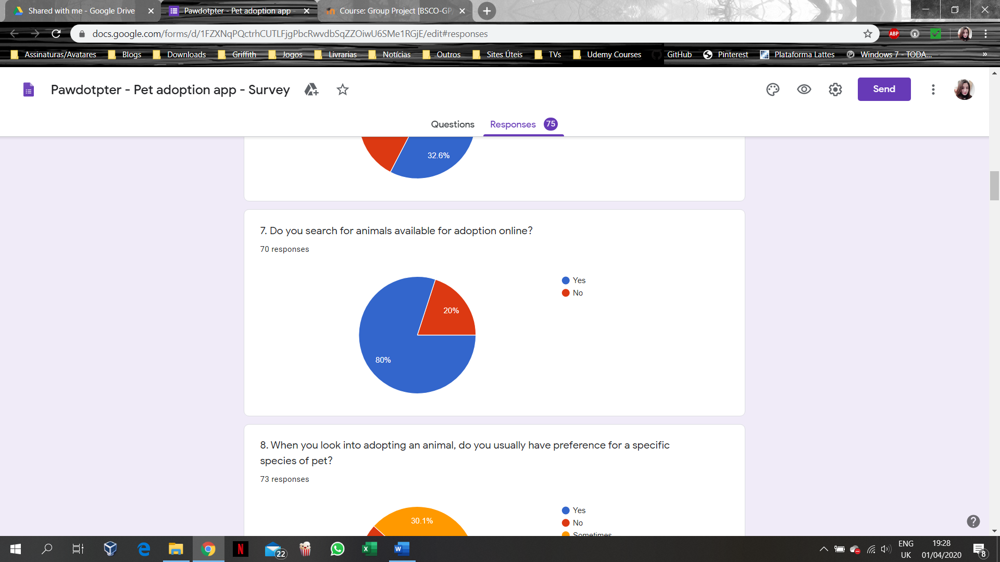 Shared with me - Google Drive
Pawdotpter - Pet adoption app -
Course: Group Project [BSCO-GP
docs.google.com/forms/d/1FZXNqPQctrhCUTLFjgPbcRwvdbSqZZOiwU6SMe1RGjE/edit#responses
ABP
Assinaturas/Avatares Blogs Downloads Griffith Jogos Livrarias Notícias Outros Sites Úteis TVs Udemy Courses GitHub Pinterest Plataforma Lattes Windows 7 - TODA... »
Pawdotpter - Pet adoption app - Survey
Send
Questions Responses 75
32.6%
7. Do you search for animals available for adoption online?
70 responses
Yes
No
20%
80%
8. When you look into adopting an animal, do you usually have preference for a specific
species of pet?
73 responses
Yes
No
Sometimes
30.1%
22
ENG
UK
19:28
01/04/2020
8